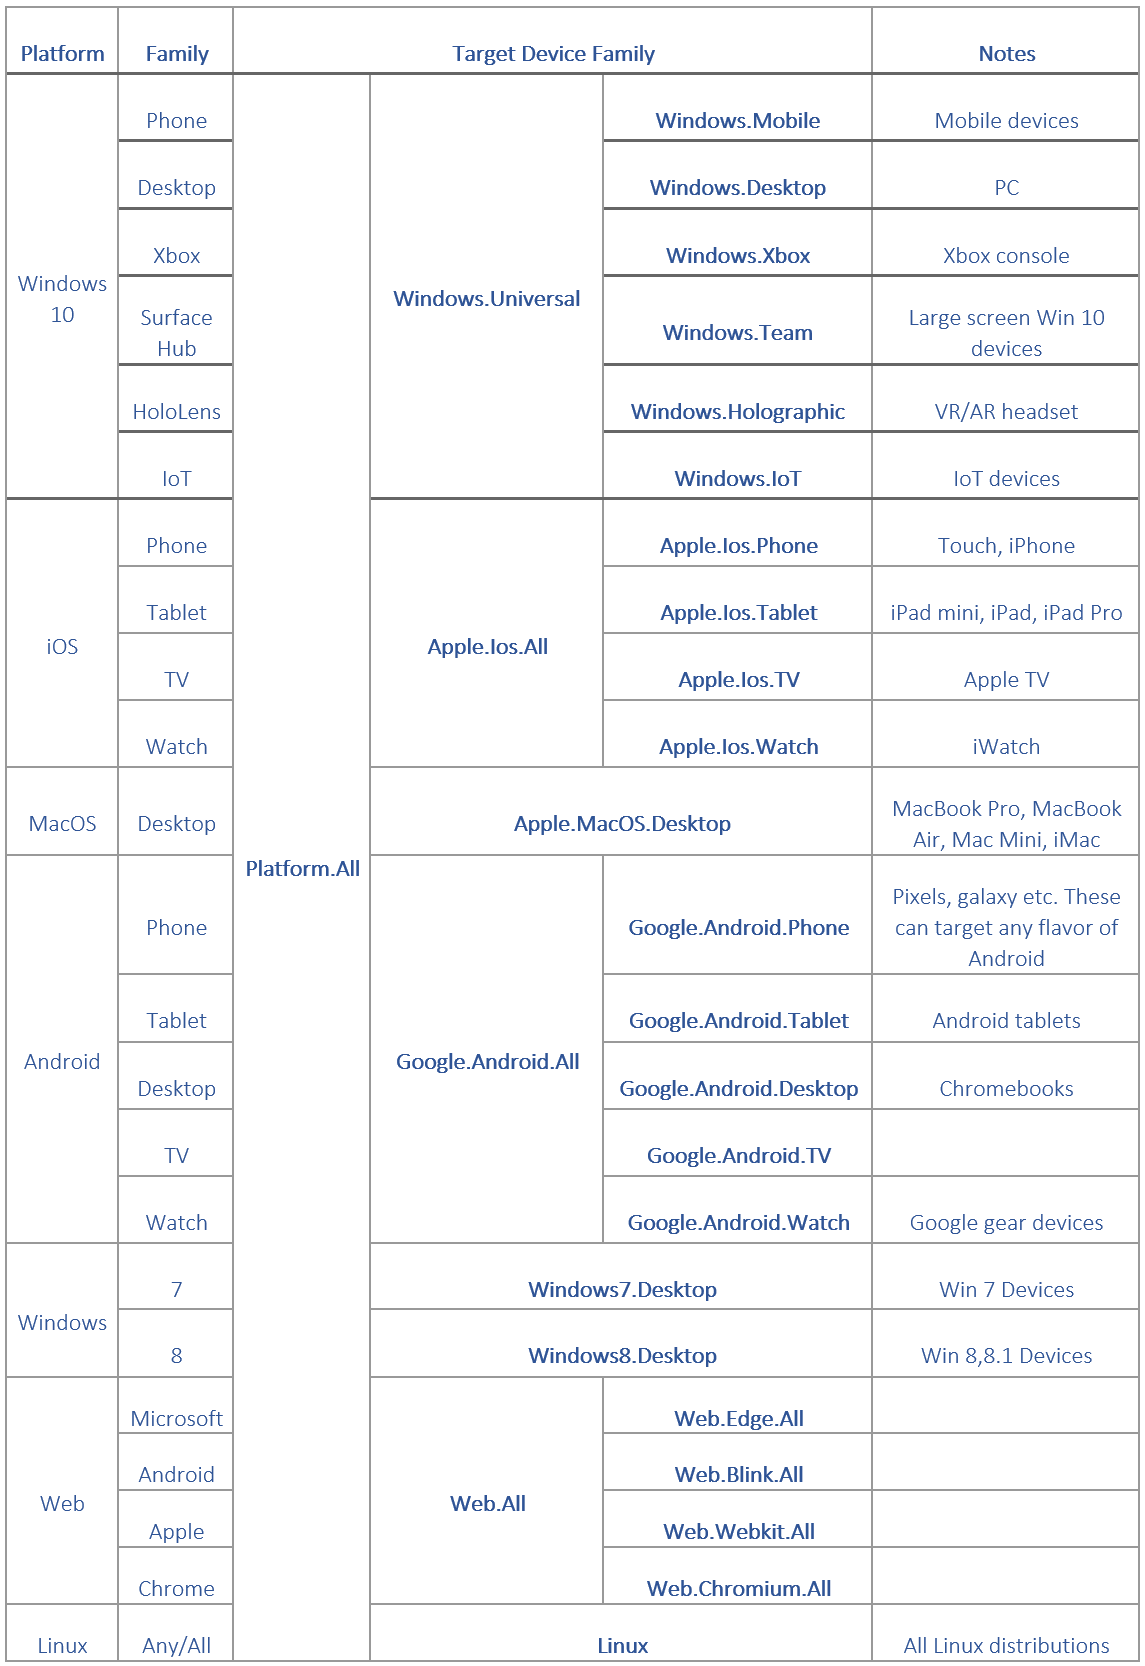 Platform Family Target Device Family Notes
Phone Windows.Mobile Mobile devices
Desktop Windows.Desktop PC
Xbox Windows.Xbox Xbox console
Windows
10
Windows.Universal
Surface
Hub
Windows.Team
Large screen Win 10
devices
HoloLens Windows.Holographic VR/AR headset
IoT Windows.IoT IoT devices
Phone Apple.Ios.Phone Touch, iPhone
Tablet Apple.Ios.Tablet iPad mini, iPad, iPad Pro
iOS Apple.Ios.All
TV Apple.Ios.TV Apple TV
Watch Apple.Ios.Watch iWatch
MacOS Desktop Apple.MacOS.Desktop
MacBook Pro, MacBook
Air, Mac Mini, iMac
Platform.All
Phone Google.Android.Phone
Pixels, galaxy etc. These
can target any flavor of
Android
Tablet Google.Android.Tablet Android tablets
Android Google.Android.All
Desktop Google.Android.Desktop Chromebooks
TV Google.Android.TV
Watch Google.Android.Watch Google gear devices
Windows
7 Windows7.Desktop Win 7 Devices
8 Windows8.Desktop Win 8,8.1 Devices
Microsoft Web.Edge.All
Android Web.Blink.All
Web Web.All
Apple Web.Webkit.All
Chrome Web.Chromium.All
Linux Any/All Linux All Linux distributions